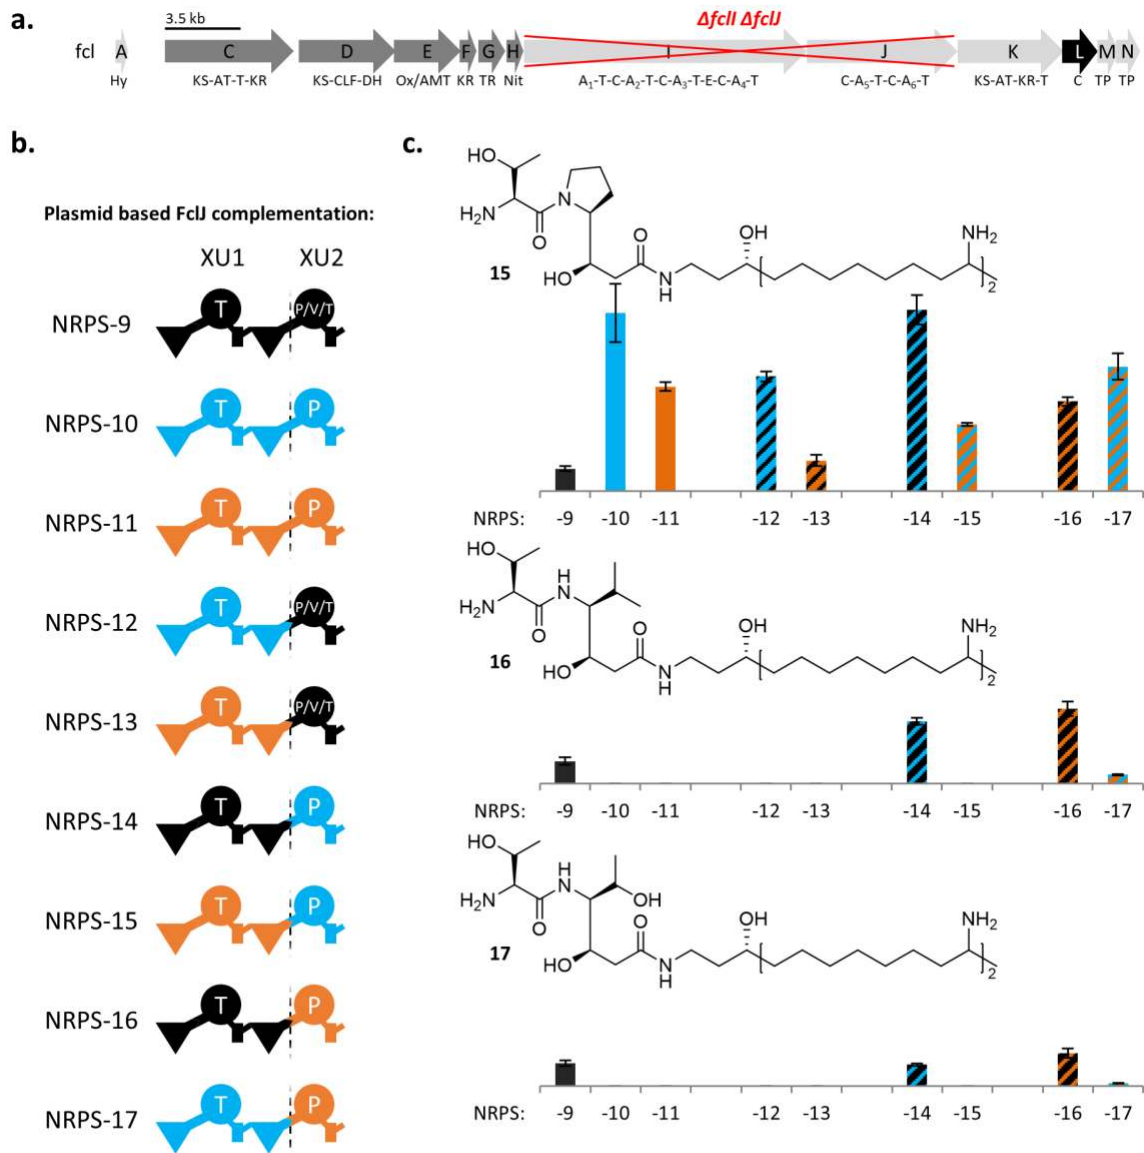 a.
3.5 kb
ΔfclI ΔfclJ
fcl A C D E F G H I J K L M N
Hy KS-AT-T-KR KS-CLF-DH Ox/AMT KR TR Nit A₁-T-C-A₂-T-C-A₃-T-E-C-A₄-T C-A₅-T-C-A₆-T KS-AT-KR-T C TP TP
b.
c.
Plasmid based FclJ complementation:
XU1 XU2
NRPS-9 T P/V/T
NRPS-10 T P
NRPS-11 T P
NRPS-12 T P/V/T
NRPS-13 T P/V/T
NRPS-14 T P
NRPS-15 T P
NRPS-16 T P
NRPS-17 T P
HO
H₂N N O
OH NH₂
O
HO N H 2
15
NRPS: -9 -10 -11 -12 -13 -14 -15 -16 -17
HO
H N
H₂N O
OH NH₂
O
HO N H 2
16
NRPS: -9 -10 -11 -12 -13 -14 -15 -16 -17
HO
H N
OH
H₂N O
OH NH₂
O
HO N H 2
17
NRPS: -9 -10 -11 -12 -13 -14 -15 -16 -17